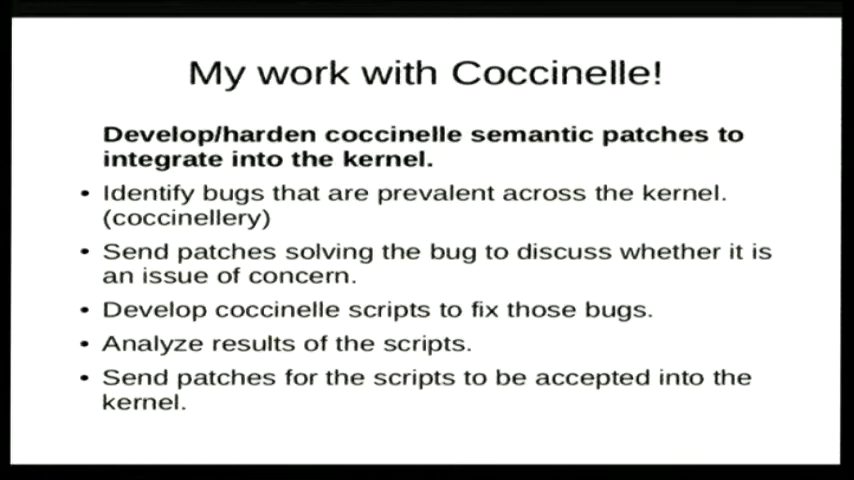 My work with Coccinelle!
Develop/harden coccinelle semantic patches to
integrate into the kernel.
• Identify bugs that are prevalent across the kernel.
(coccinellery)
• Send patches solving the bug to discuss whether it is
an issue of concern.
• Develop coccinelle scripts to fix those bugs.
• Analyze results of the scripts.
• Send patches for the scripts to be accepted into the
kernel.